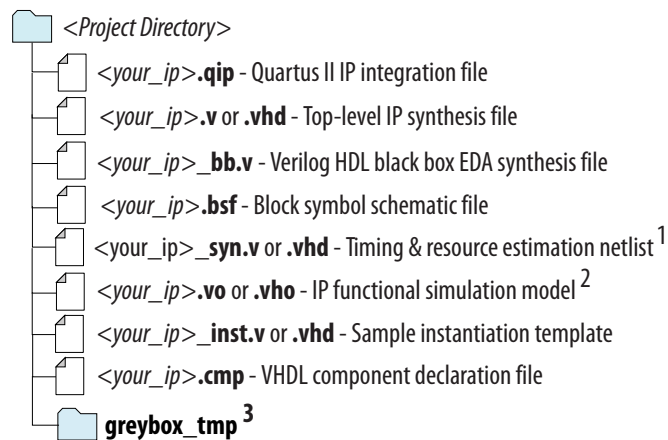 <Project Directory>
<your_ip>.qip - Quartus II IP integration file
<your_ip>.v or .vhd - Top-level IP synthesis file
<your_ip>_bb.v - Verilog HDL black box EDA synthesis file
<your_ip>.bsf - Block symbol schematic file
<your_ip>_syn.v or .vhd - Timing & resource estimation netlist 1
<your_ip>.vo or .vho - IP functional simulation model 2
<your_ip>_inst.v or .vhd - Sample instantiation template
<your_ip>.cmp - VHDL component declaration file
greybox_tmp 3